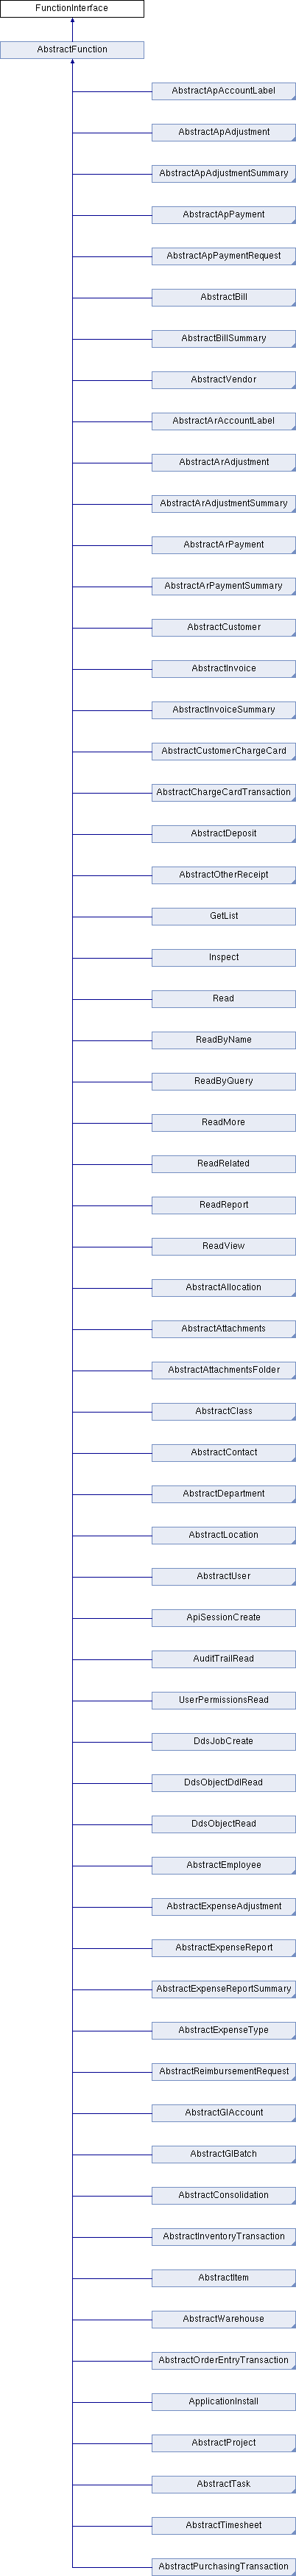 FunctionInterface
AbstractFunction
AbstractApAccountLabel
AbstractApAdjustment
AbstractApAdjustmentSummary
AbstractApPayment
AbstractApPaymentRequest
AbstractBill
AbstractBillSummary
AbstractVendor
AbstractArAccountLabel
AbstractArAdjustment
AbstractArAdjustmentSummary
AbstractArPayment
AbstractArPaymentSummary
AbstractCustomer
AbstractInvoice
AbstractInvoiceSummary
AbstractCustomerChargeCard
AbstractChargeCardTransaction
AbstractDeposit
AbstractOtherReceipt
GetList
Inspect
Read
ReadByName
ReadByQuery
ReadMore
ReadRelated
ReadReport
ReadView
AbstractAllocation
AbstractAttachments
AbstractAttachmentsFolder
AbstractClass
AbstractContact
AbstractDepartment
AbstractLocation
AbstractUser
ApiSessionCreate
AuditTrailRead
UserPermissionsRead
DdsJobCreate
DdsObjectDdlRead
DdsObjectRead
AbstractEmployee
AbstractExpenseAdjustment
AbstractExpenseReport
AbstractExpenseReportSummary
AbstractExpenseType
AbstractReimbursementRequest
AbstractGlAccount
AbstractGlBatch
AbstractConsolidation
AbstractInventoryTransaction
AbstractItem
AbstractWarehouse
AbstractOrderEntryTransaction
ApplicationInstall
AbstractProject
AbstractTask
AbstractTimesheet
AbstractPurchasingTransaction